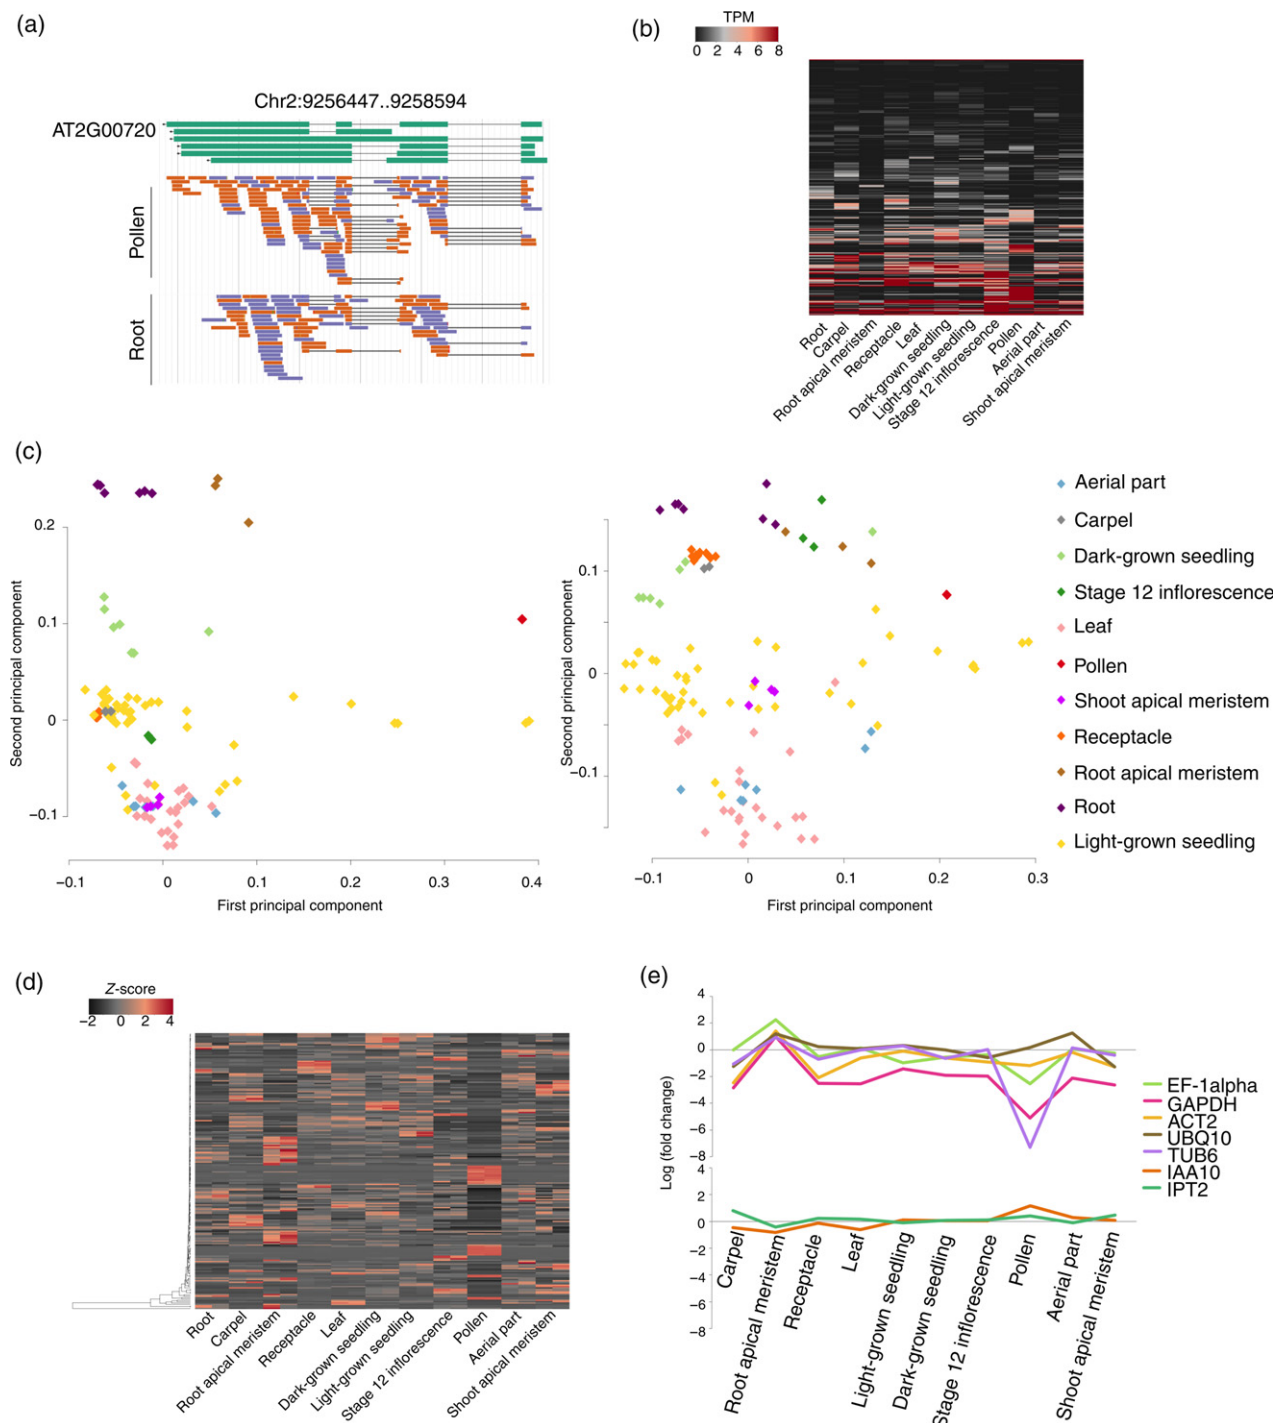 (a)
Chr2:9256447..9258594
AT2G00720
Pollen
Root
(b)
TPM
0 2 4 6 8
Root
Carpel
Root apical meristem
Receptacle
Leaf
Dark-grown seedling
Light-grown seedling
Stage 12 inflorescence
Pollen
Aerial part
Shoot apical meristem
(c)
Second principal component
0.2
0.1
0
−0.1
−0.1 0 0.1 0.2 0.3 0.4
First principal component
Second principal component
0.1
0
−0.1
−0.1 0 0.1 0.2 0.3
First principal component
Aerial part
Carpel
Dark-grown seedling
Stage 12 inflorescence
Leaf
Pollen
Shoot apical meristem
Receptacle
Root apical meristem
Root
Light-grown seedling
(d)
Z-score
−2 0 2 4
Root
Carpel
Root apical meristem
Receptacle
Leaf
Dark-grown seedling
Light-grown seedling
Stage 12 inflorescence
Pollen
Aerial part
Shoot apical meristem
(e)
Log (fold change)
4
2
0
−2
−4
−6
−8
4
2
0
−2
−4
−6
−8
Carpel
Root apical meristem
Receptacle
Leaf
Light-grown seedling
Dark-grown seedling
Stage 12 inflorescence
Pollen
Aerial part
Shoot apical meristem
EF-1alpha
GAPDH
ACT2
UBQ10
TUB6
IAA10
IPT2